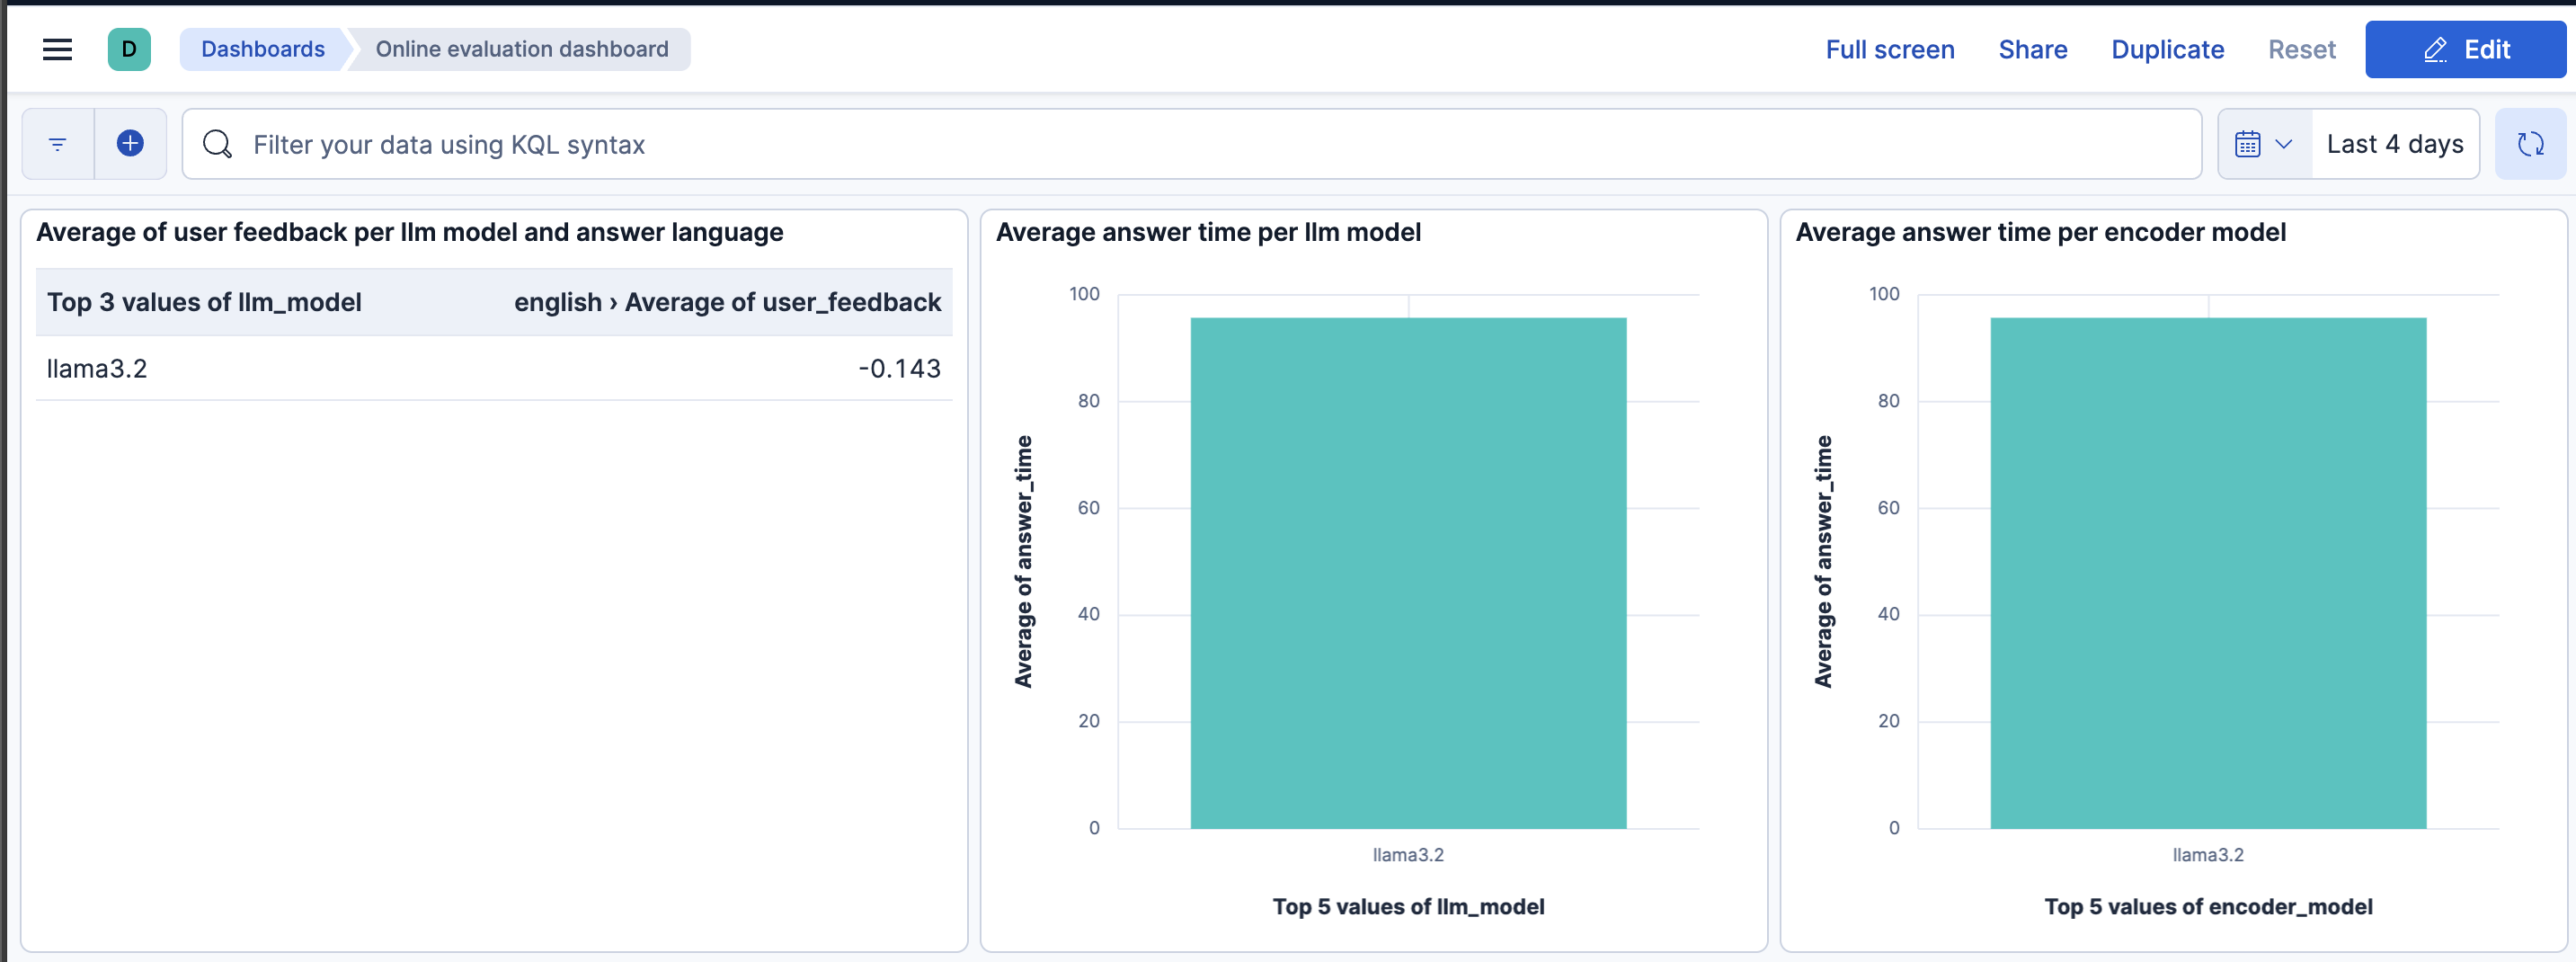 D Dashboards Online evaluation dashboard Full screen Share Duplicate Reset Edit
Filter your data using KQL syntax Last 4 days
Average of user feedback per llm model and answer language
Top 3 values of llm_model english › Average of user_feedback
llama3.2 -0.143
Average answer time per llm model
Average of answer_time
100
80
60
40
20
0
llama3.2
Top 5 values of llm_model
Average answer time per encoder model
Average of answer_time
100
80
60
40
20
0
llama3.2
Top 5 values of encoder_model